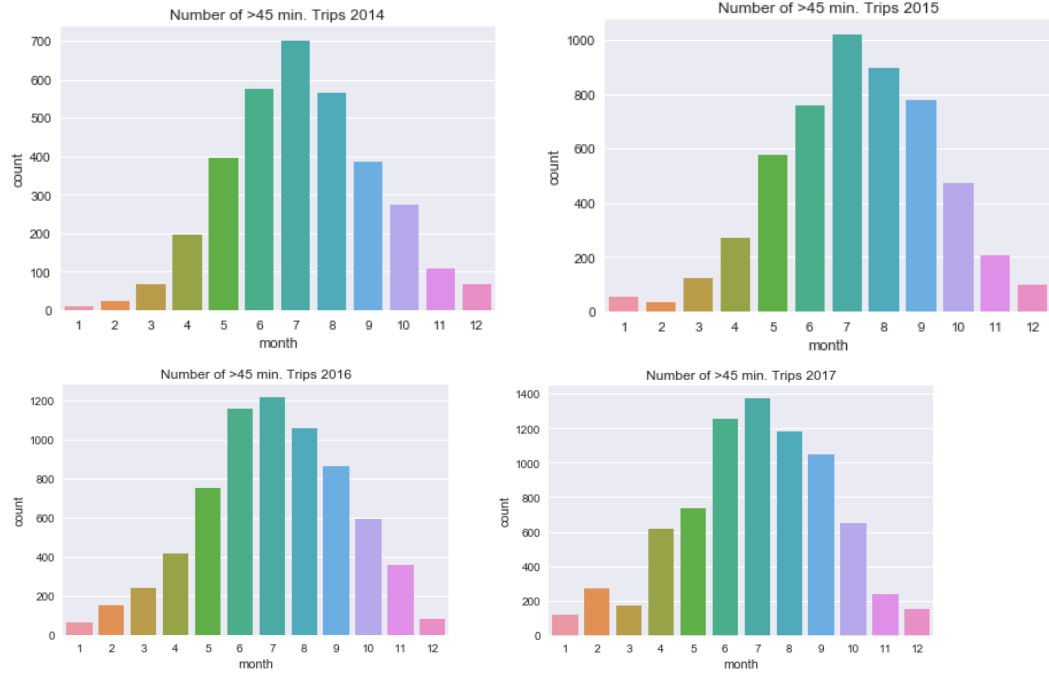 Number of >45 min. Trips 2014
700
600
500
400
300
200
100
0
count
1 2 3 4 5 6 7 8 9 10 11 12
month
Number of >45 min. Trips 2015
1000
800
600
400
200
0
count
1 2 3 4 5 6 7 8 9 10 11 12
month
Number of >45 min. Trips 2016
1200
1000
800
600
400
200
0
count
1 2 3 4 5 6 7 8 9 10 11 12
month
Number of >45 min. Trips 2017
1400
1200
1000
800
600
400
200
0
count
1 2 3 4 5 6 7 8 9 10 11 12
month